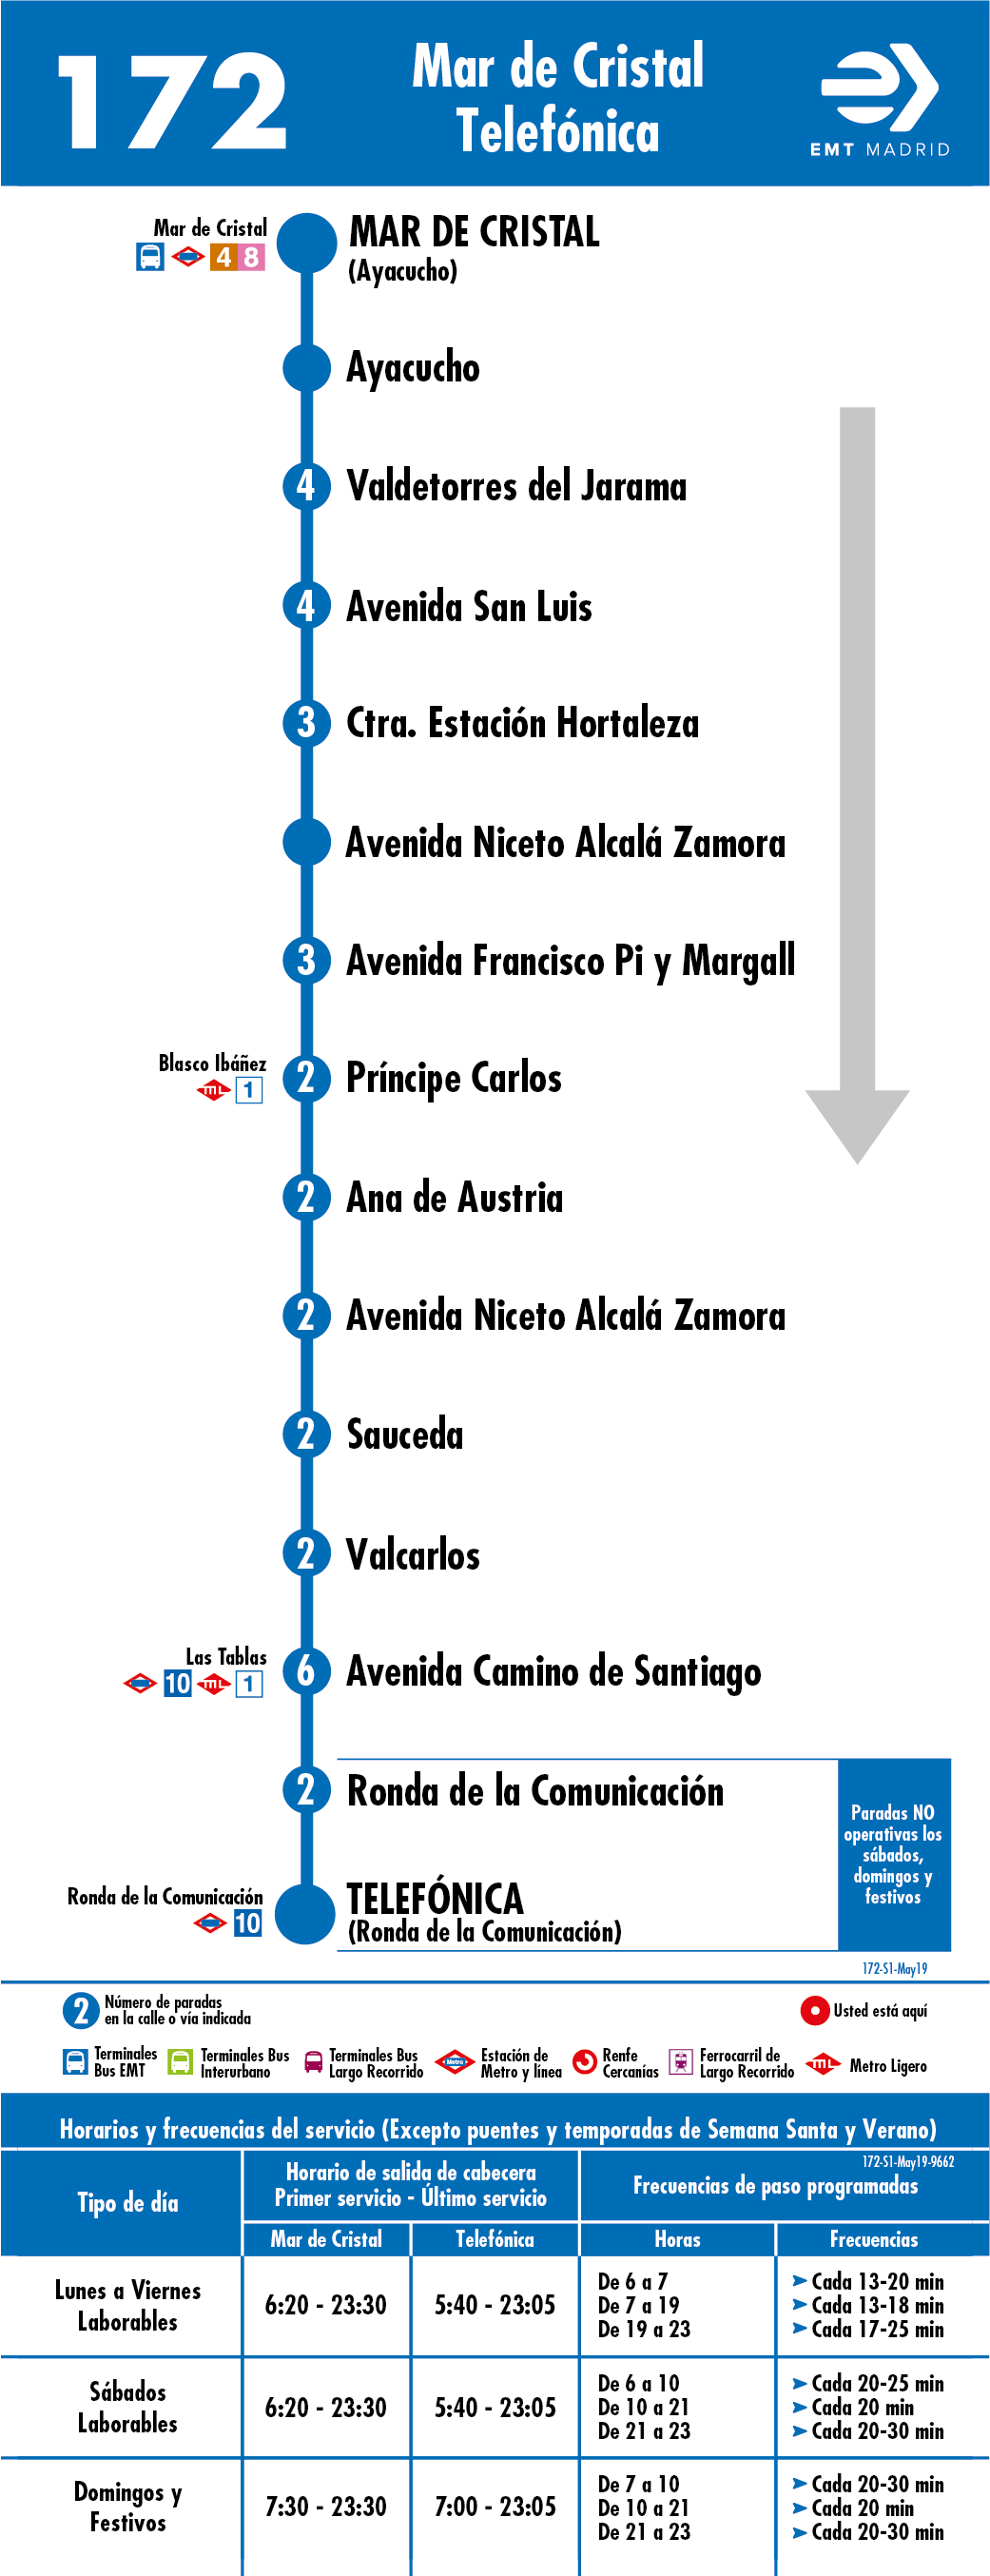 172
Mar de Cristal
Telefónica
EMT MADRID
Mar de Cristal
4 8
MAR DE CRISTAL
(Ayacucho)
Ayacucho
4 Valdetorres del Jarama
4 Avenida San Luis
3 Ctra. Estación Hortaleza
Avenida Niceto Alcalá Zamora
3 Avenida Francisco Pi y Margall
Blasco Ibáñez
ML 1
2 Príncipe Carlos
2 Ana de Austria
2 Avenida Niceto Alcalá Zamora
2 Sauceda
2 Valcarlos
Las Tablas
10 ML 1
6 Avenida Camino de Santiago
2 Ronda de la Comunicación
Paradas NO
operativas los
sábados,
domingos y
festivos
Ronda de la Comunicación
10
TELEFÓNICA
(Ronda de la Comunicación)
172-S1-May19
2 Número de paradas
en la calle o vía indicada
Usted está aquí
Terminales
Bus EMT
Terminales Bus
Interurbano
Terminales Bus
Largo Recorrido
Metro
Estación de
Metro y línea
Renfe
Cercanías
Ferrocarril de
Largo Recorrido
ML Metro Ligero
Horarios y frecuencias del servicio (Excepto puentes y temporadas de Semana Santa y Verano)
172-S1-May19-9662
Tipo de día
Horario de salida de cabecera
Primer servicio - Último servicio
Frecuencias de paso programadas
Mar de Cristal Telefónica Horas Frecuencias
Lunes a Viernes
Laborables
6:20 - 23:30 5:40 - 23:05
De 6 a 7 Cada 13-20 min
De 7 a 19 Cada 13-18 min
De 19 a 23 Cada 17-25 min
Sábados
Laborables
6:20 - 23:30 5:40 - 23:05
De 6 a 10 Cada 20-25 min
De 10 a 21 Cada 20 min
De 21 a 23 Cada 20-30 min
Domingos y
Festivos
7:30 - 23:30 7:00 - 23:05
De 7 a 10 Cada 20-30 min
De 10 a 21 Cada 20 min
De 21 a 23 Cada 20-30 min